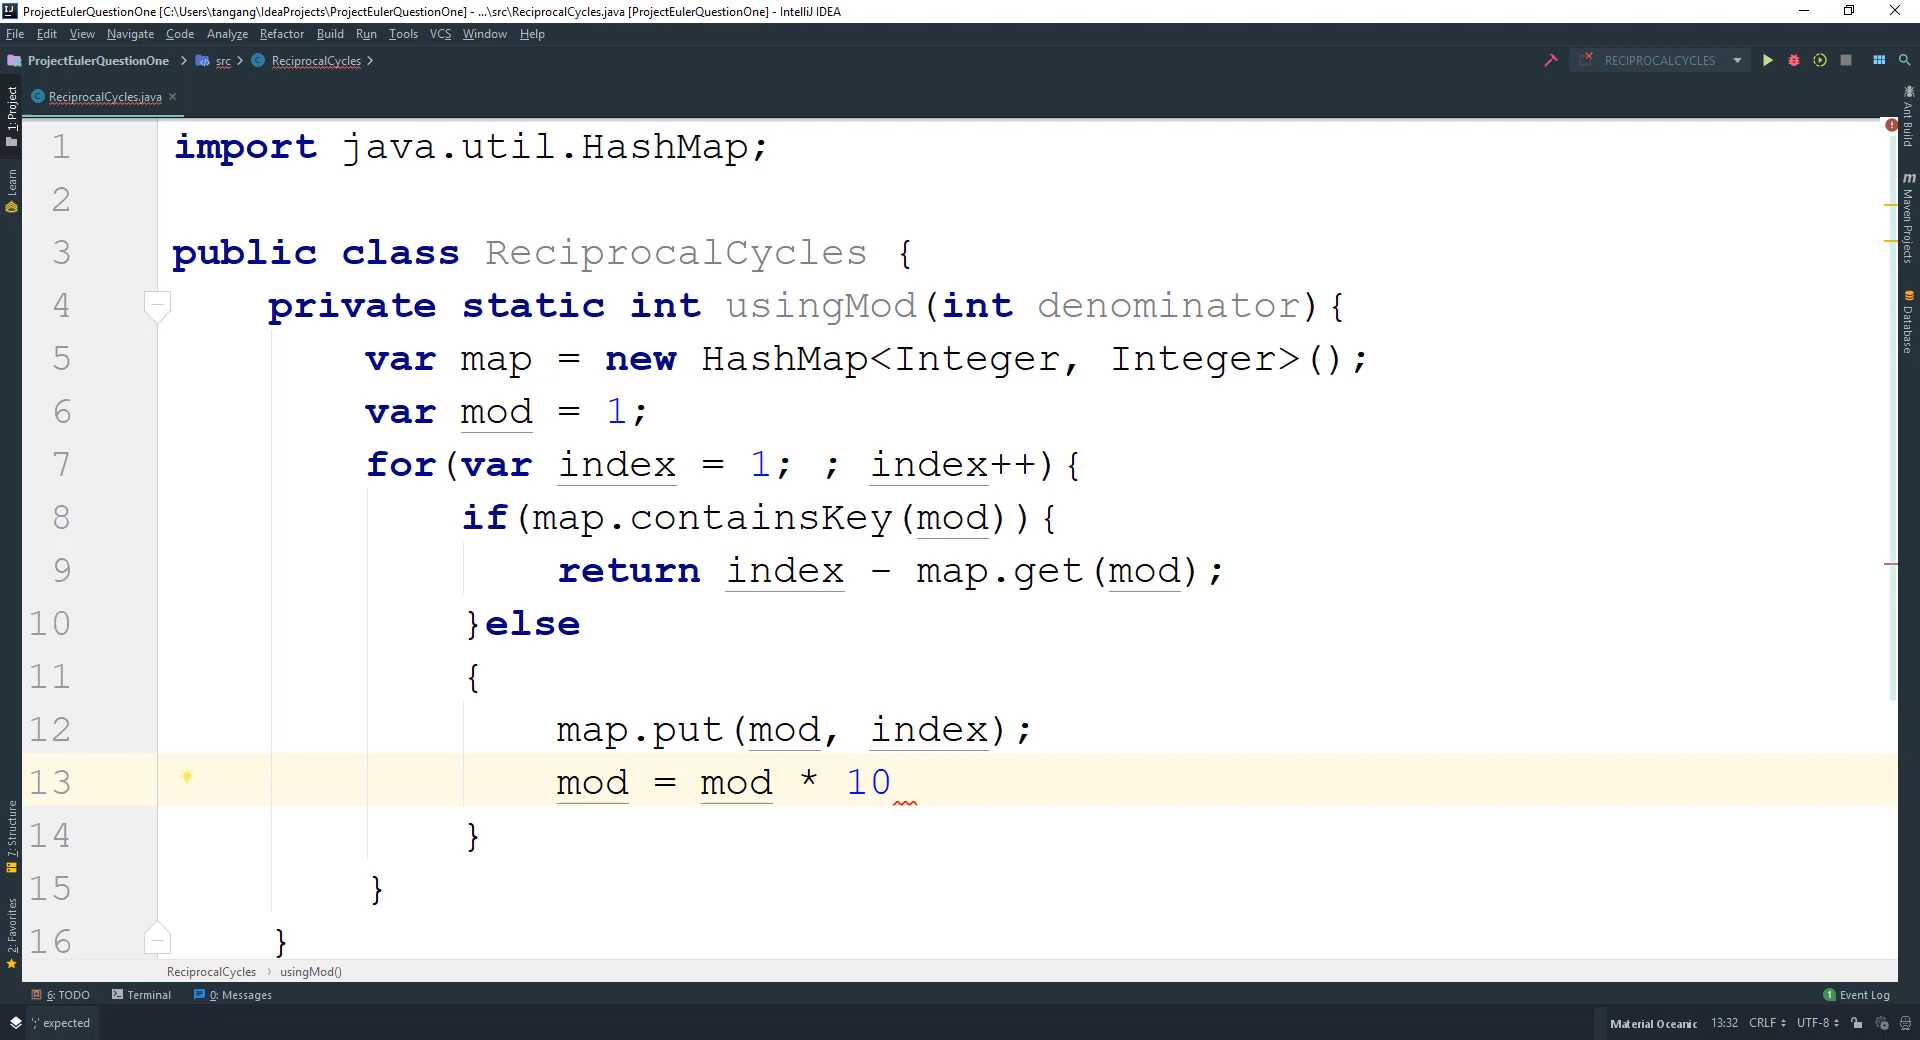 ProjectEulerQuestionOne [C:\Users\tangang\IdeaProjects\ProjectEulerQuestionOne] - ...\src\ReciprocalCycles.java [ProjectEulerQuestionOne] - IntelliJ IDEA
File Edit View Navigate Code Analyze Refactor Build Run Tools VCS Window Help
ProjectEulerQuestionOne src ReciprocalCycles RECIPROCALCYCLES
ReciprocalCycles.java
1: Project
Learn
7: Structure
2: Favorites
1 import java.util.HashMap;
2
3 public class ReciprocalCycles {
4 private static int usingMod(int denominator){
5 var map = new HashMap<Integer, Integer>();
6 var mod = 1;
7 for(var index = 1; ; index++){
8 if(map.containsKey(mod)){
9 return index - map.get(mod);
10 }else
11 {
12 map.put(mod, index);
13 mod = mod * 10
14 }
15 }
16 }
Ant Build
m Maven Projects
Database
ReciprocalCycles > usingMod()
6: TODO Terminal 0: Messages 1 Event Log
';' expected Material Oceanic 13:32 CRLF UTF-8